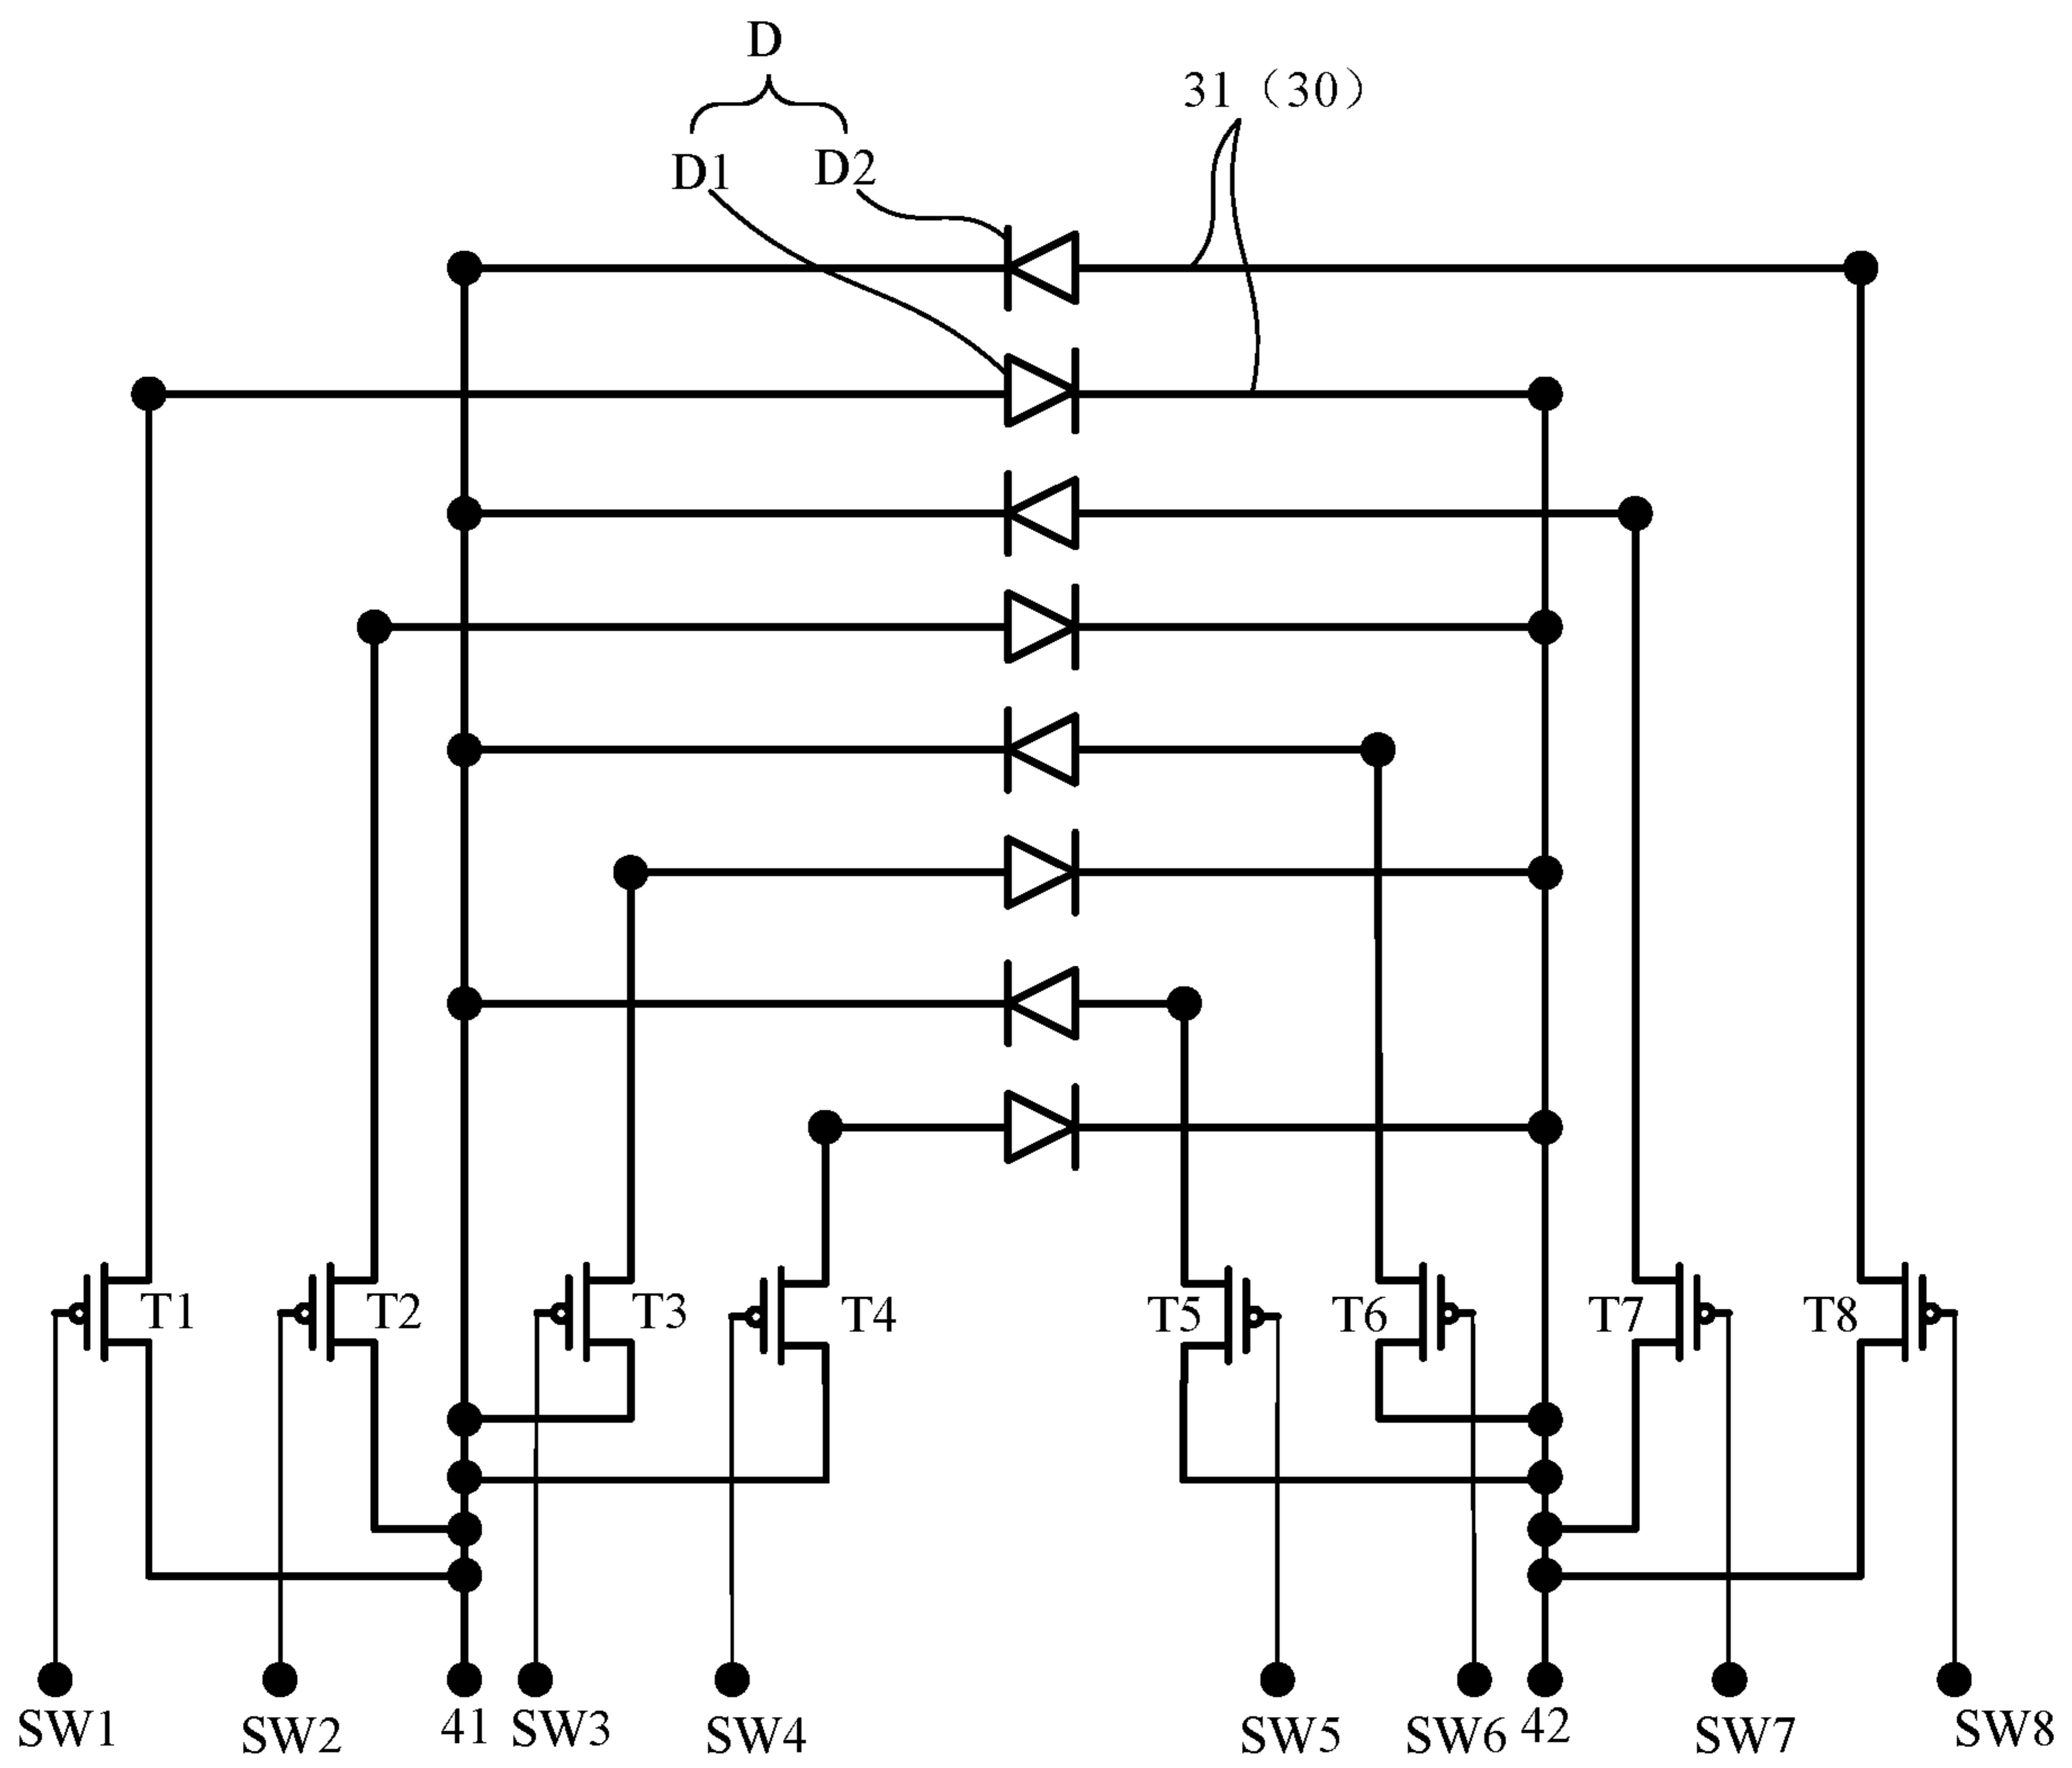 D
31（30）
D1 D2
T1 T2 T3 T4 T5 T6 T7 T8
SW1 SW2 41 SW3 SW4 SW5 SW6 42 SW7 SW8